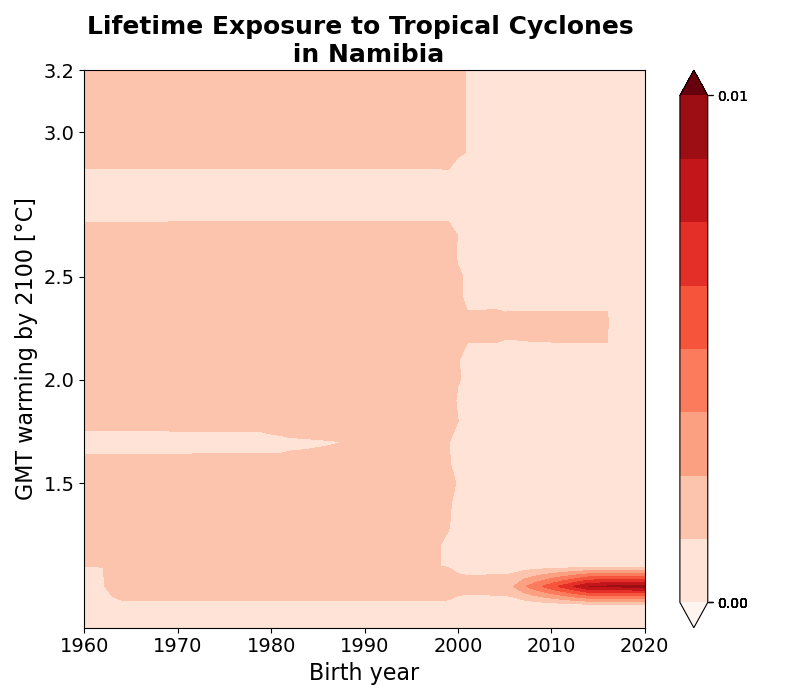 Lifetime Exposure to Tropical Cyclones
in Namibia
3.2
3.0
2.5
2.0
1.5
GMT warming by 2100 [°C]
1960 1970 1980 1990 2000 2010 2020
Birth year
0.01
0.00